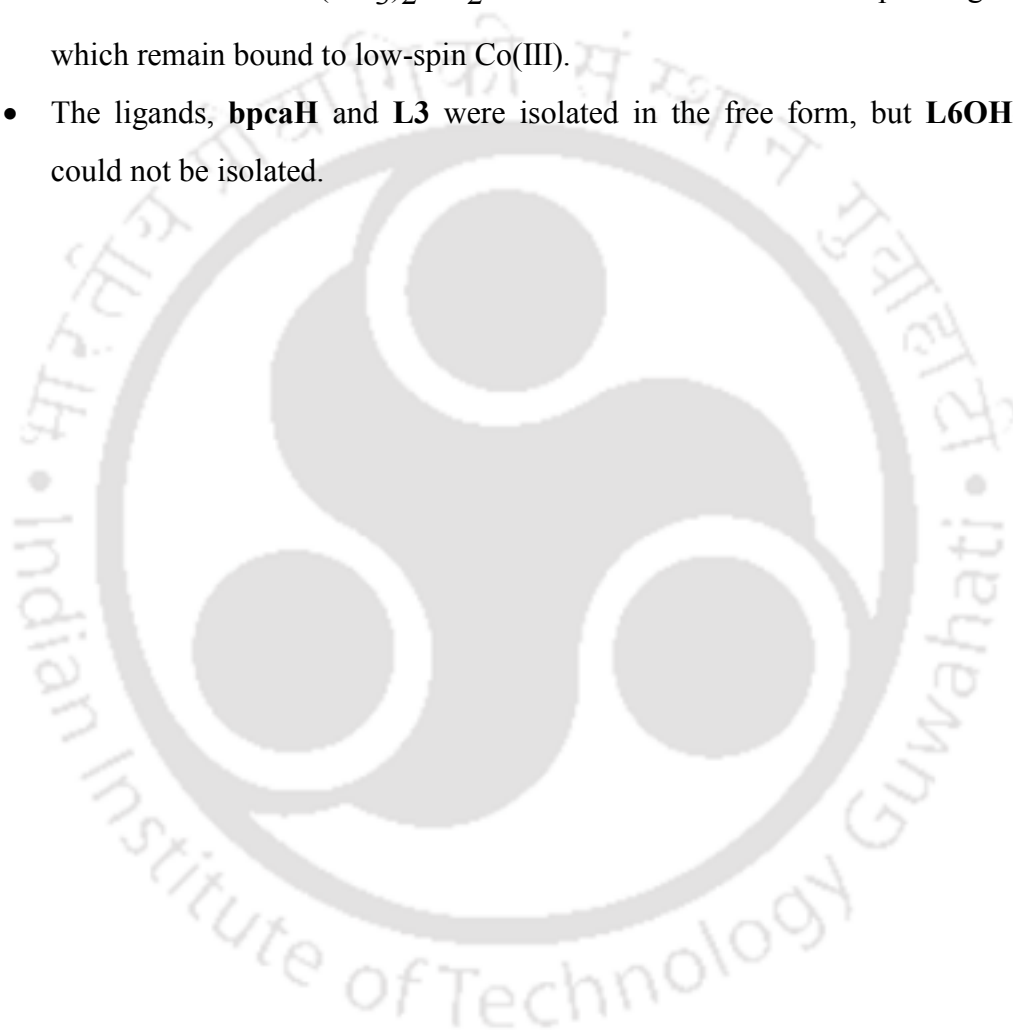 which remain bound to low-spin Co(III).
• The ligands, bpcaH and L3 were isolated in the free form, but L6OH
could not be isolated.
भारतीय प्रौद्योगिकी संस्थान गुवाहाटी
Indian Institute of Technology Guwahati